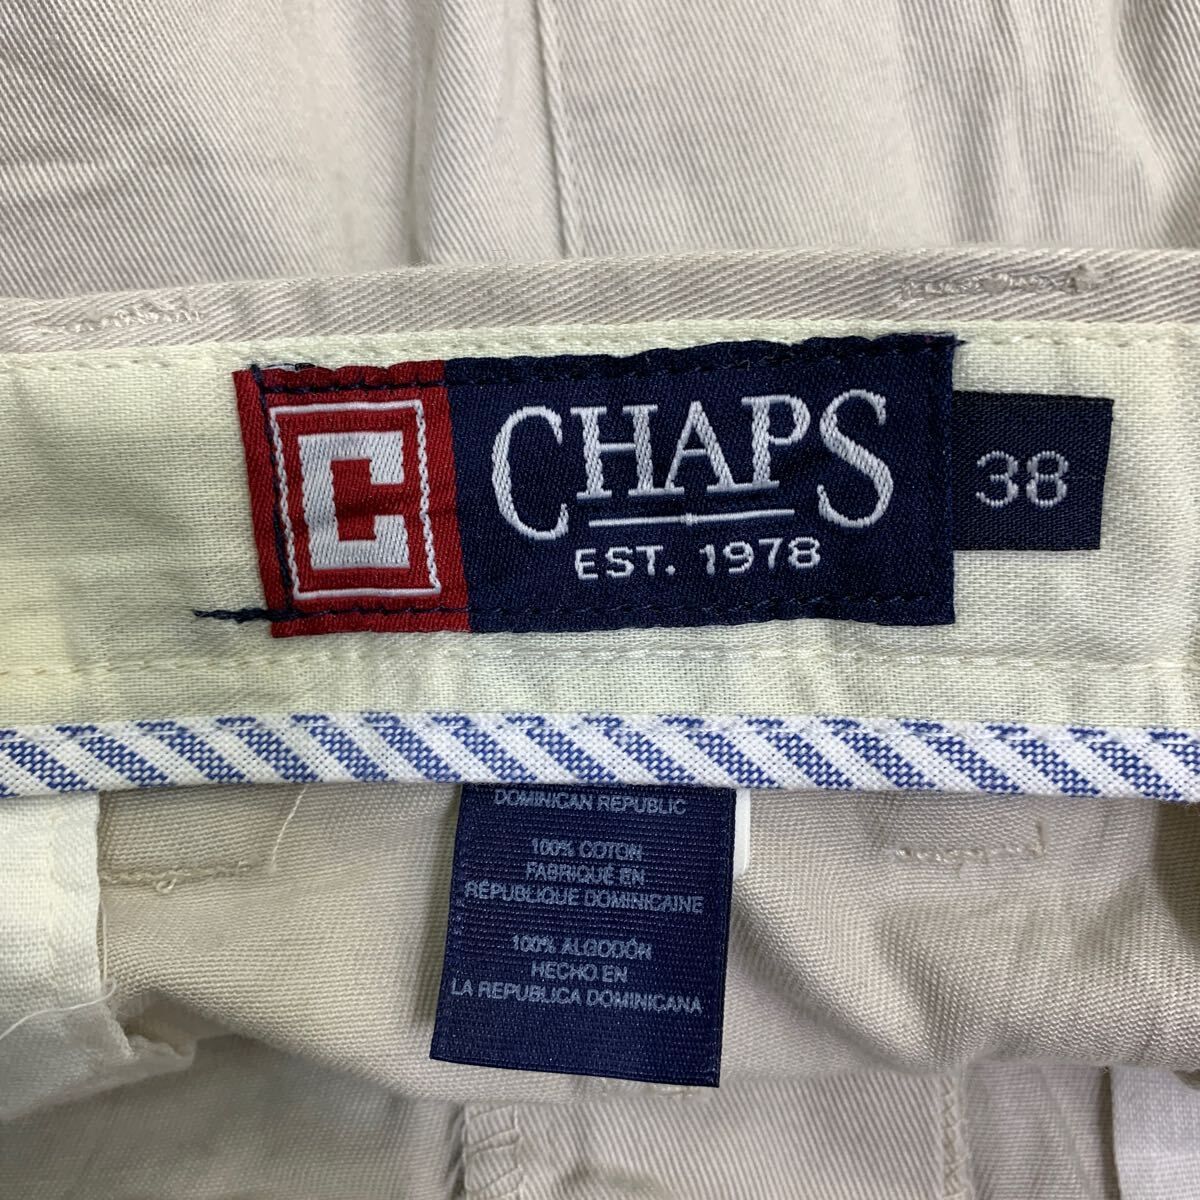 C
CHAPS
EST. 1978
38
DOMINICAN REPUBLIC
100% COTON
FABRIQUÉ EN
RÉPUBLIQUE DOMINICAINE
100% ALGODÓN
HECHO EN
LA REPUBLICA DOMINICANA